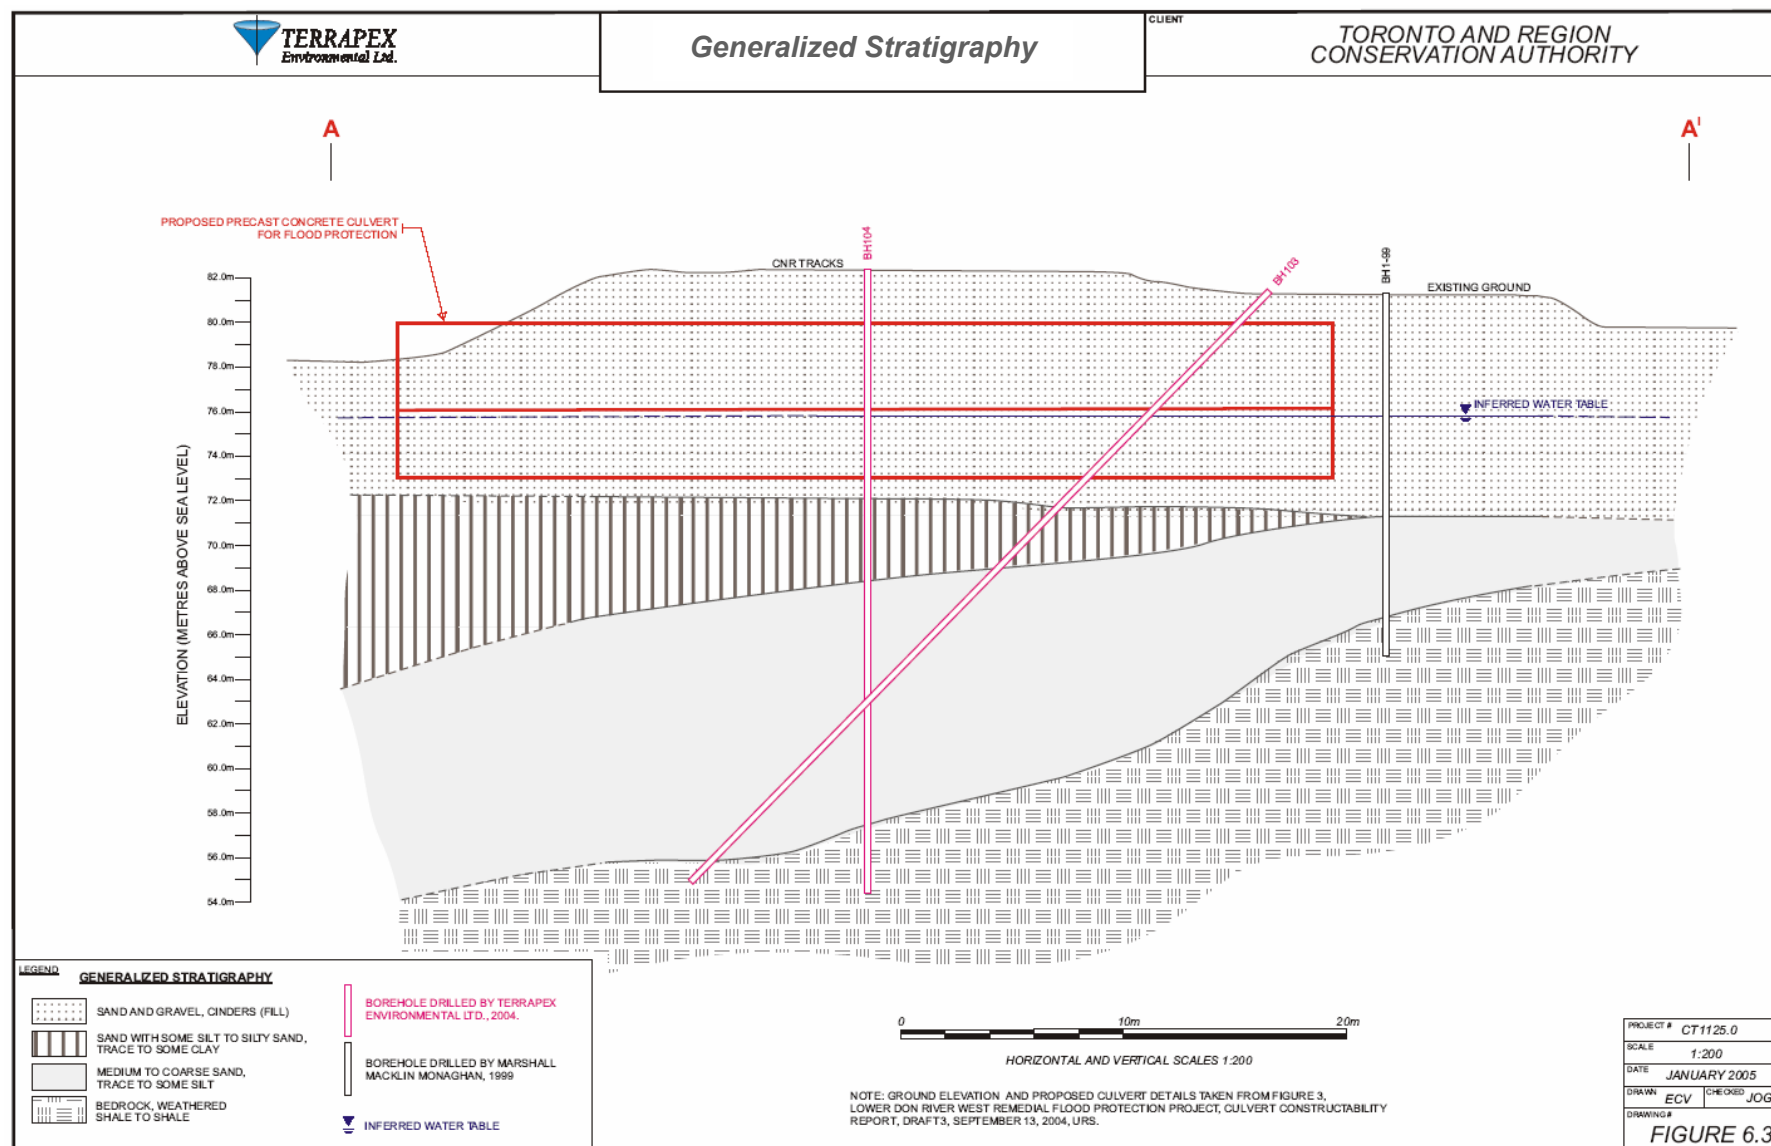 TERRAPEX
Environmental Ltd.
Generalized Stratigraphy
CLIENT
TORONTO AND REGION
CONSERVATION AUTHORITY
A
A'
PROPOSED PRECAST CONCRETE CULVERT
FOR FLOOD PROTECTION
CNR TRACKS
BH104
BH103
BH1-99
EXISTING GROUND
INFERRED WATER TABLE
ELEVATION (METRES ABOVE SEA LEVEL)
82.0m
80.0m
78.0m
76.0m
74.0m
72.0m
70.0m
68.0m
66.0m
64.0m
62.0m
60.0m
58.0m
56.0m
54.0m
LEGEND
GENERALIZED STRATIGRAPHY
SAND AND GRAVEL, CINDERS (FILL)
SAND WITH SOME SILT TO SILTY SAND,
TRACE TO SOME CLAY
MEDIUM TO COARSE SAND,
TRACE TO SOME SILT
BEDROCK, WEATHERED
SHALE TO SHALE
BOREHOLE DRILLED BY TERRAPEX
ENVIRONMENTAL LTD., 2004.
BOREHOLE DRILLED BY MARSHALL
MACKLIN MONAGHAN, 1999
INFERRED WATER TABLE
0 10m 20m
HORIZONTAL AND VERTICAL SCALES 1:200
NOTE: GROUND ELEVATION AND PROPOSED CULVERT DETAILS TAKEN FROM FIGURE 3,
LOWER DON RIVER WEST REMEDIAL FLOOD PROTECTION PROJECT, CULVERT CONSTRUCTABILITY
REPORT, DRAFT 3, SEPTEMBER 13, 2004, URS.
PROJECT # CT1125.0
SCALE
1:200
DATE
JANUARY 2005
DRAWN ECV CHECKED JOG
DRAWING #
FIGURE 6.3